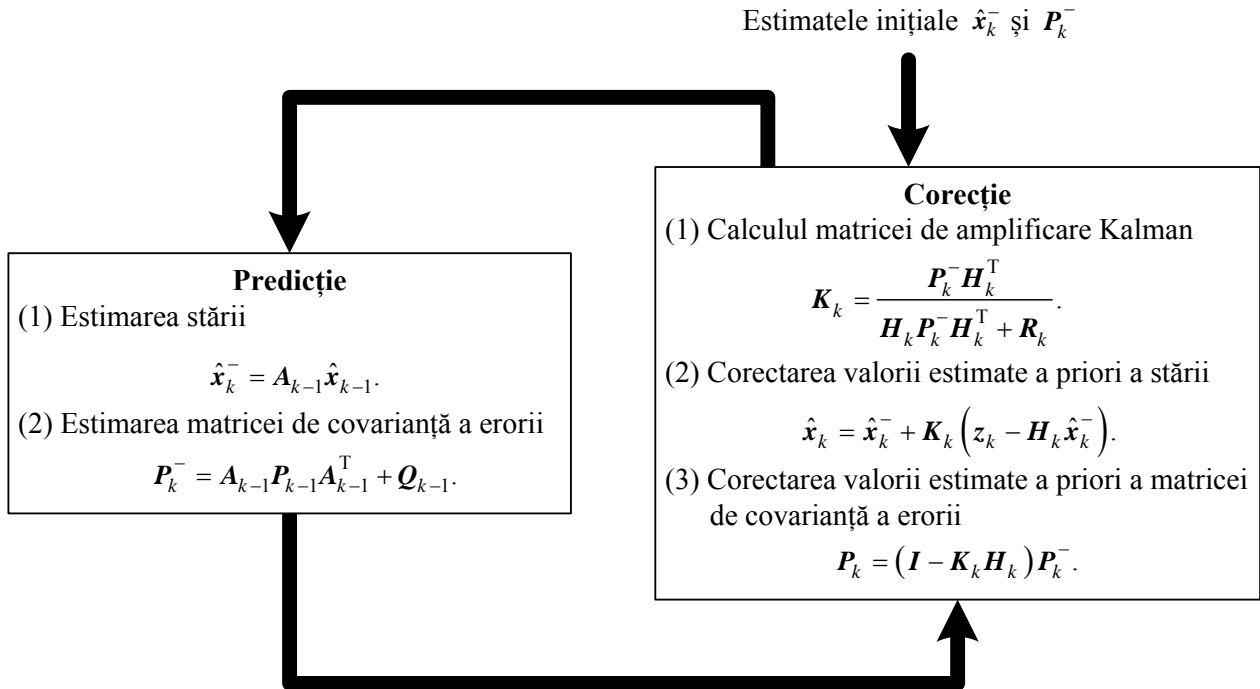 Estimatele inițiale x̂ₖ⁻ și Pₖ⁻
Predicție
(1) Estimarea stării
x̂ₖ⁻ = Aₖ₋₁x̂ₖ₋₁.
(2) Estimarea matricei de covarianță a erorii
Pₖ⁻ = Aₖ₋₁Pₖ₋₁Aₖ₋₁ᵀ + Qₖ₋₁.
Corecție
(1) Calculul matricei de amplificare Kalman
Kₖ = Pₖ⁻Hₖᵀ / (HₖPₖ⁻Hₖᵀ + Rₖ).
(2) Corectarea valorii estimate a priori a stării
x̂ₖ = x̂ₖ⁻ + Kₖ(zₖ − Hₖx̂ₖ⁻).
(3) Corectarea valorii estimate a priori a matricei
de covarianță a erorii
Pₖ = (I − KₖHₖ)Pₖ⁻.